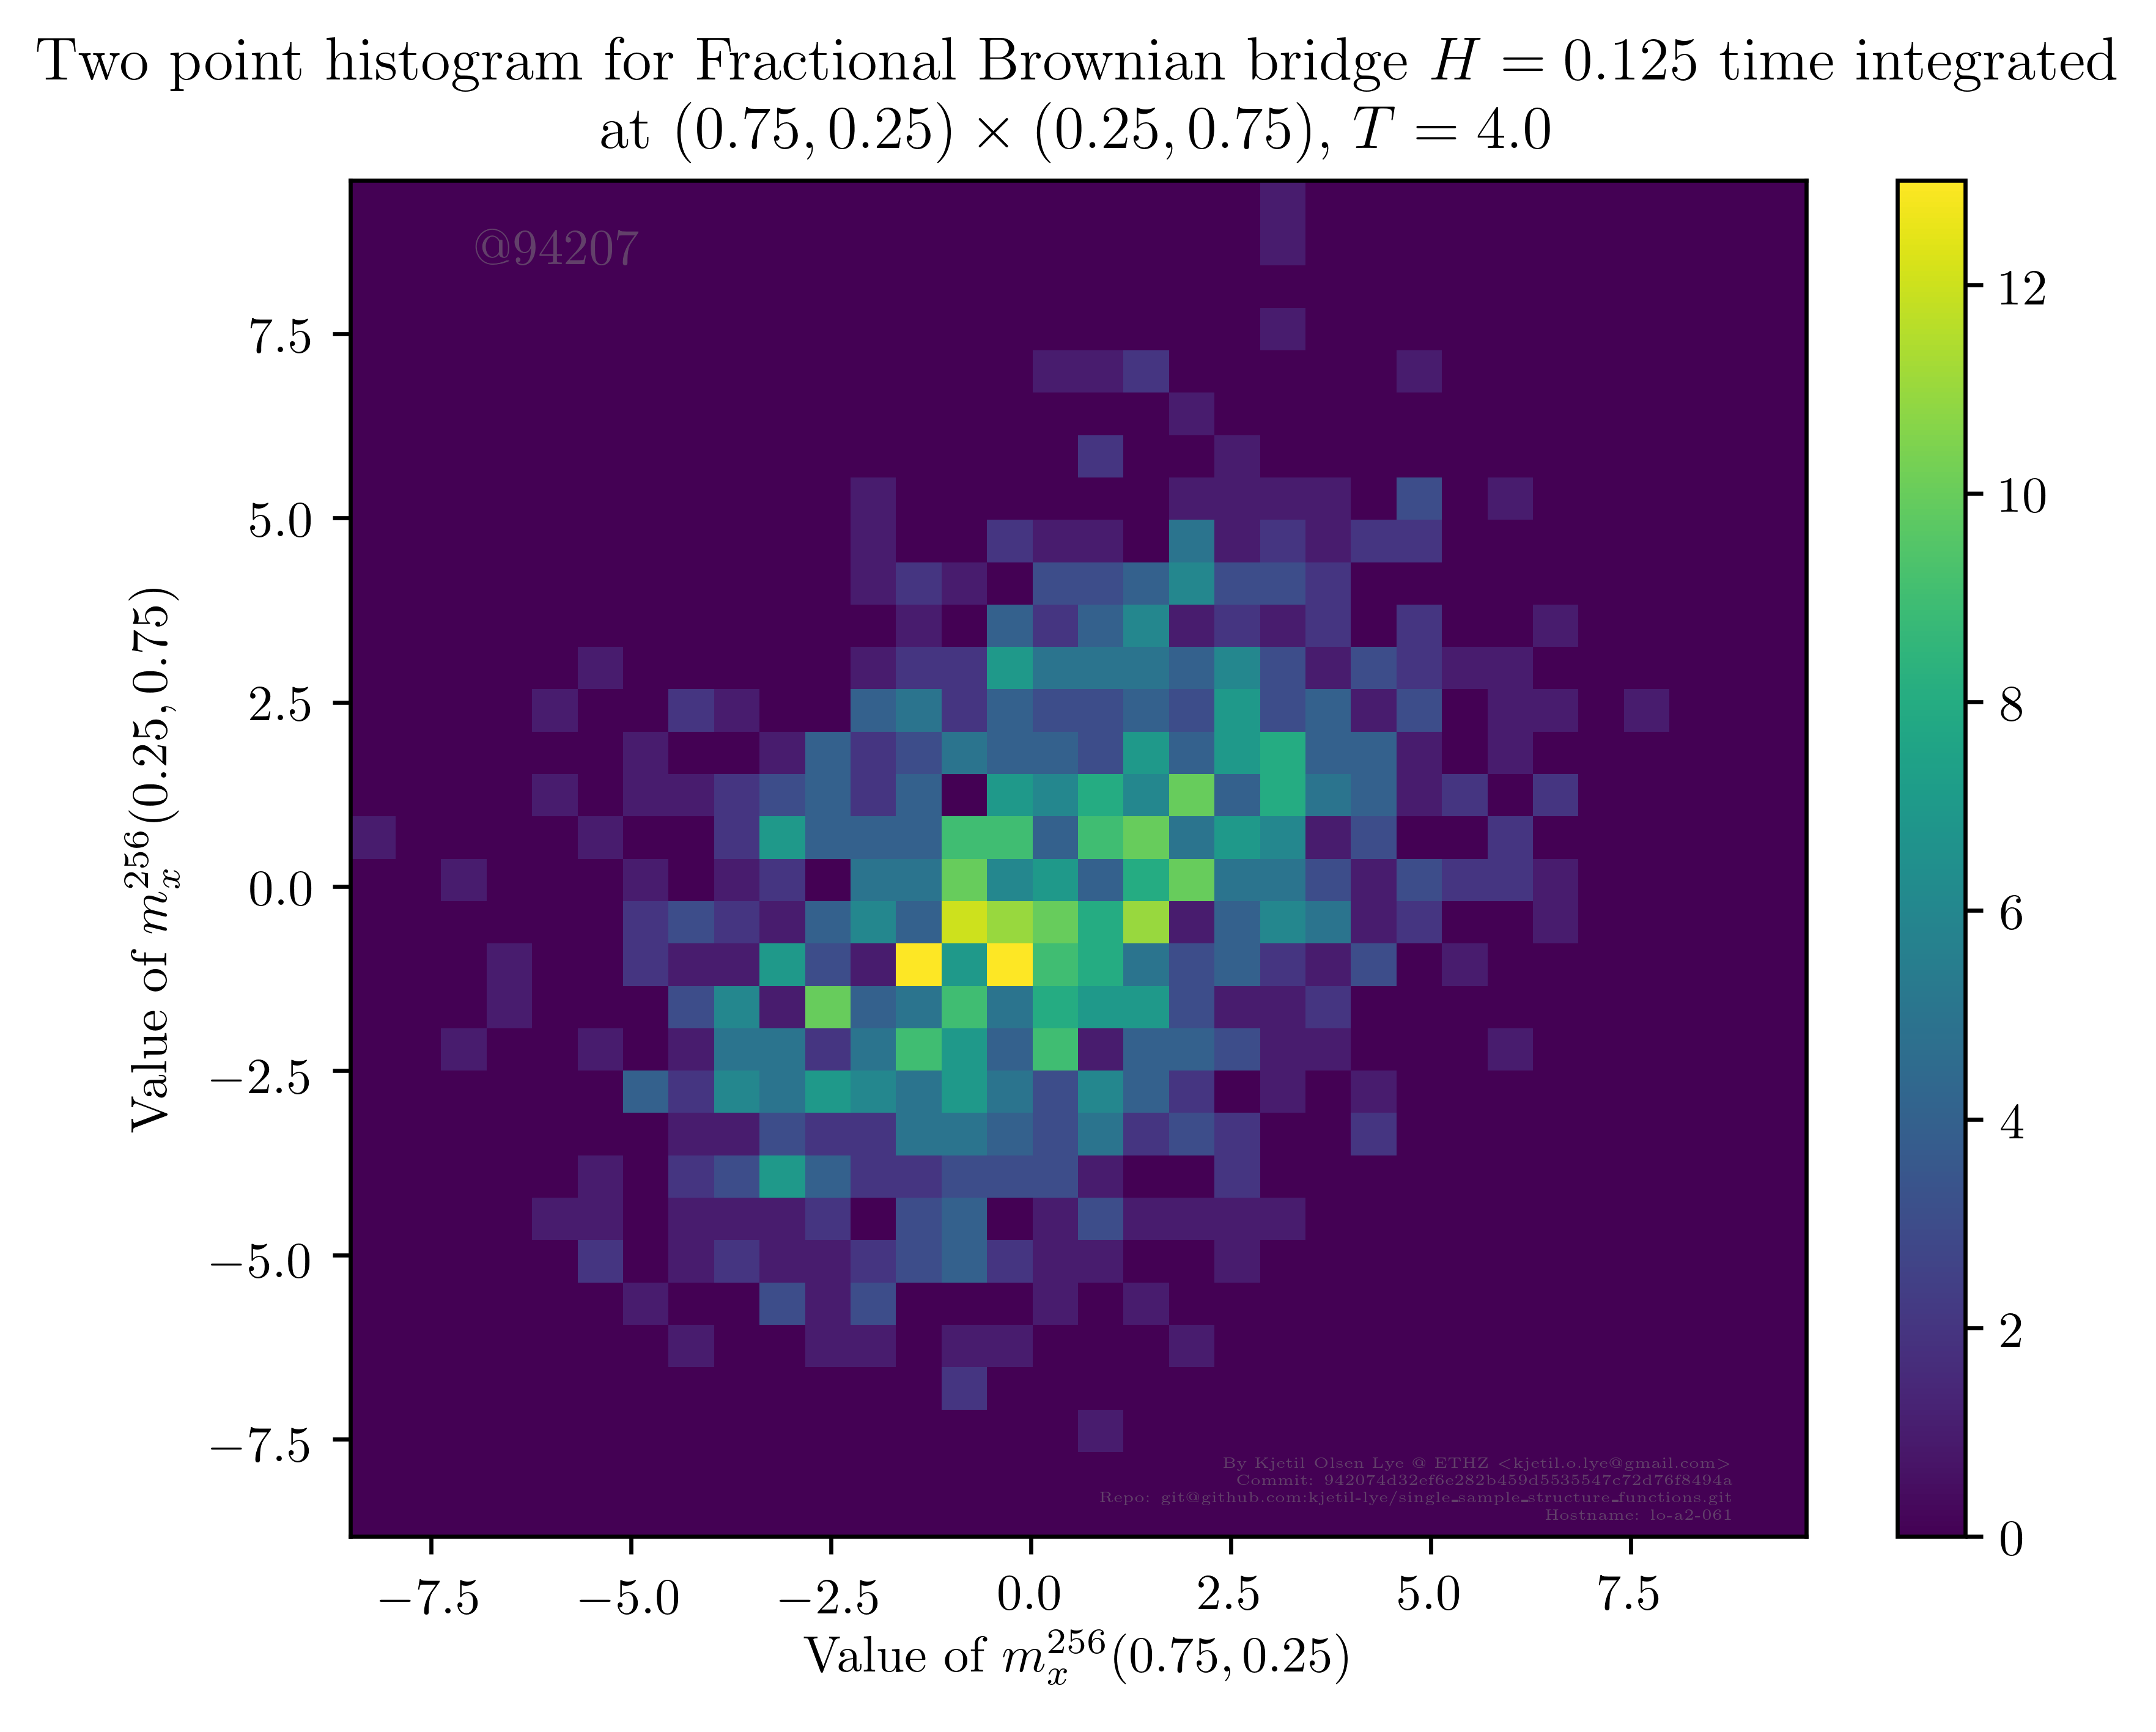 Two point histogram for Fractional Brownian bridge H = 0.125 time integrated
at (0.75, 0.25) × (0.25, 0.75), T = 4.0
@94207
7.5
5.0
2.5
0.0
−2.5
−5.0
−7.5
Value of m_x^256(0.25, 0.75)
−7.5 −5.0 −2.5 0.0 2.5 5.0 7.5
Value of m_x^256(0.75, 0.25)
12
10
8
6
4
2
0
By Kjetil Olsen Lye @ ETHZ <kjetil.o.lye@gmail.com>
Commit: 942074d32ef6e282b459d5535547c72d76f8494a
Repo: git@github.com:kjetil-lye/single_sample_structure_functions.git
Hostname: lo-a2-061